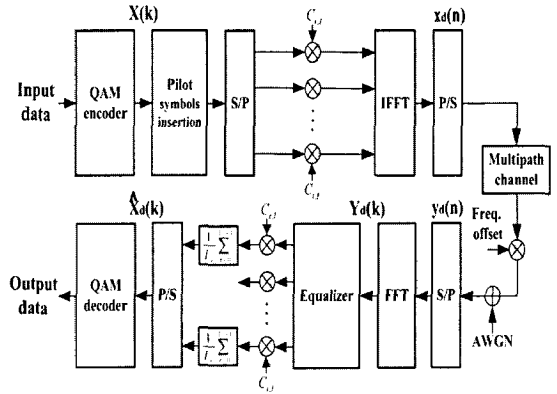 X(k)
xd(n)
Input
data
QAM
encoder
Pilot
symbols
insertion
S/P
IFFT
P/S
Multipath
channel
X̂d(k)
Yd(k)
yd(n)
Freq.
offset
Output
data
QAM
decoder
P/S
Equalizer
FFT
S/P
AWGN